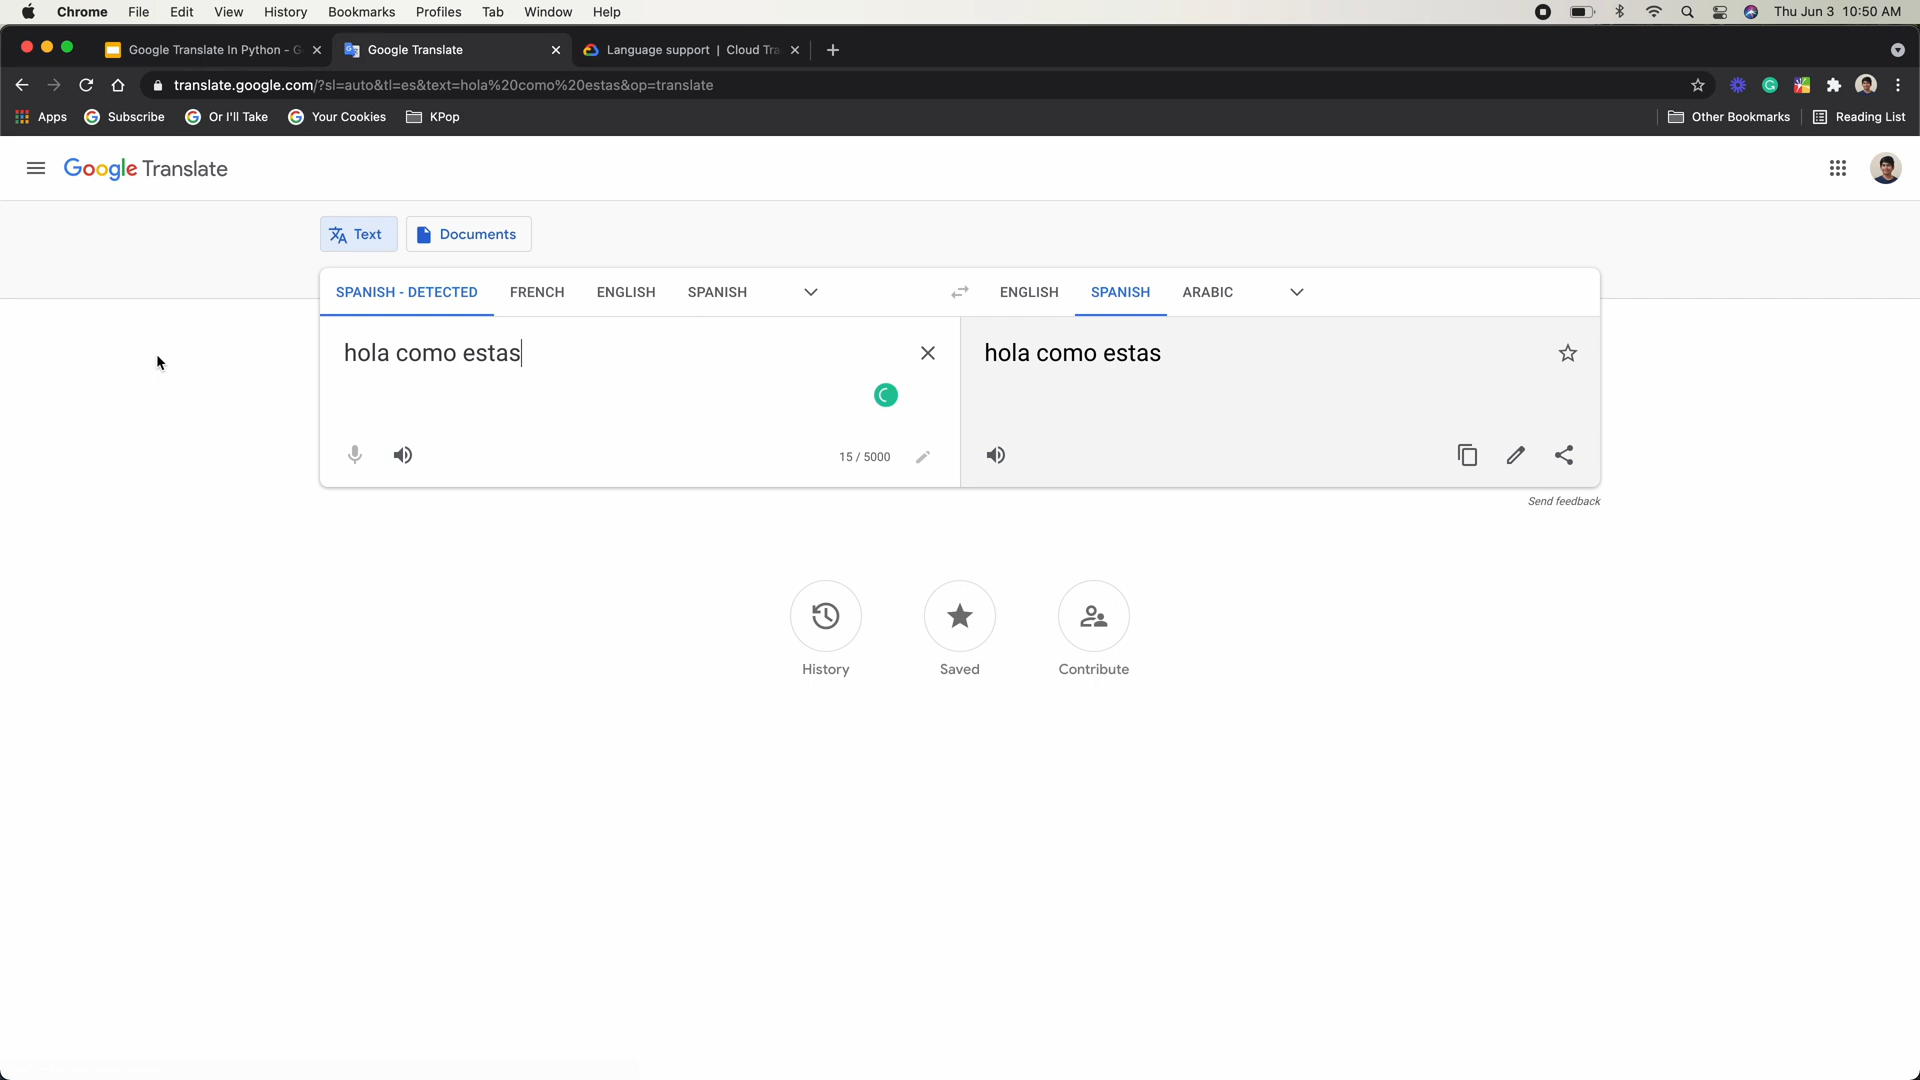 Chrome File Edit View History Bookmarks Profiles Tab Window Help Thu Jun 3 10:50 AM
Google Translate In Python - G Google Translate Language support | Cloud Tra
translate.google.com/?sl=auto&tl=es&text=hola%20como%20estas&op=translate
Apps Subscribe Or I'll Take Your Cookies KPop Other Bookmarks Reading List
Google Translate
Text Documents
SPANISH - DETECTED FRENCH ENGLISH SPANISH ENGLISH SPANISH ARABIC
hola como estas hola como estas
15 / 5000
Send feedback
History Saved Contribute